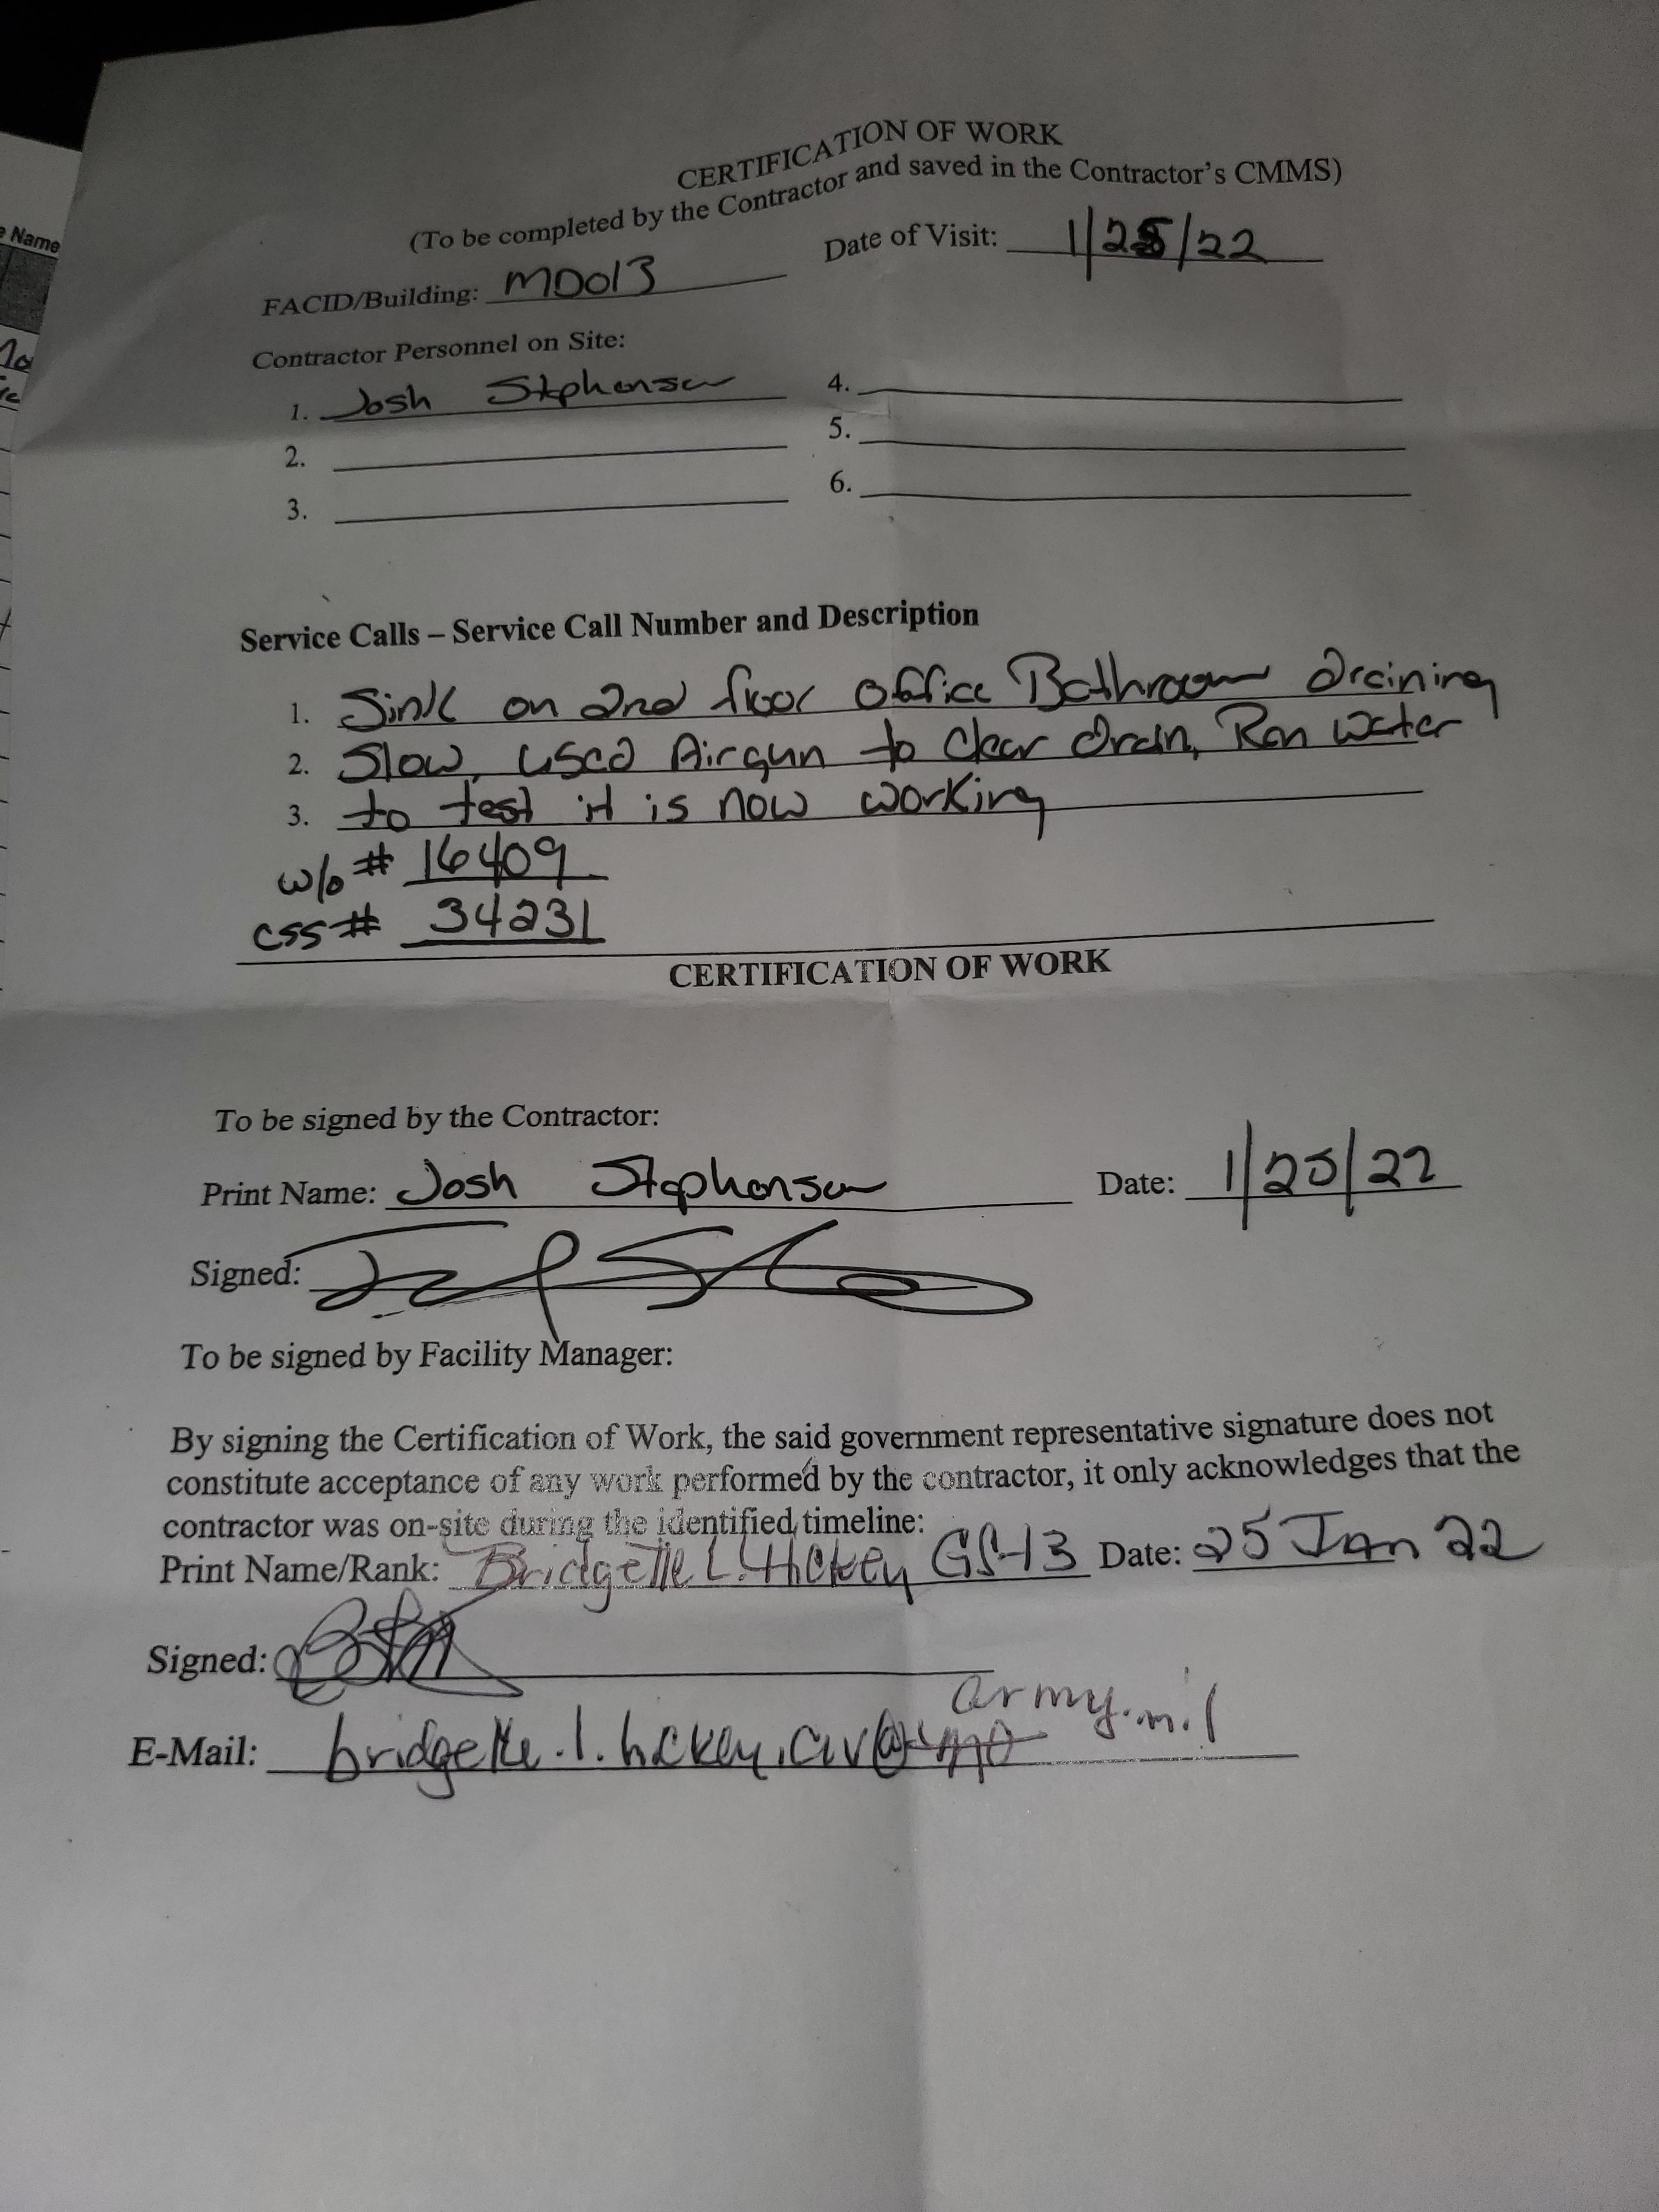 CERTIFICATION OF WORK
(To be completed by the Contractor and saved in the Contractor's CMMS)
FACID/Building: MD013 Date of Visit: 1/25/22
Contractor Personnel on Site:
1. Josh Stephenson 4.
2. 5.
3. 6.
e Name
Service Calls – Service Call Number and Description
1. Sink on 2nd floor office Bathroom draining
2. Slow, used Airgun to clear drain, Ran water
3. to test it is now working
w/o # 16409
css # 34231
CERTIFICATION OF WORK
To be signed by the Contractor:
Print Name: Josh Stephenson Date: 1/25/22
Signed:
To be signed by Facility Manager:
By signing the Certification of Work, the said government representative signature does not
constitute acceptance of any work performed by the contractor, it only acknowledges that the
contractor was on-site during the identified timeline:
Print Name/Rank: Bridgette L. Hickey GS-13 Date: 25 Jan 22
Signed:
army.mil
E-Mail: bridgette.l.hickey.civ@